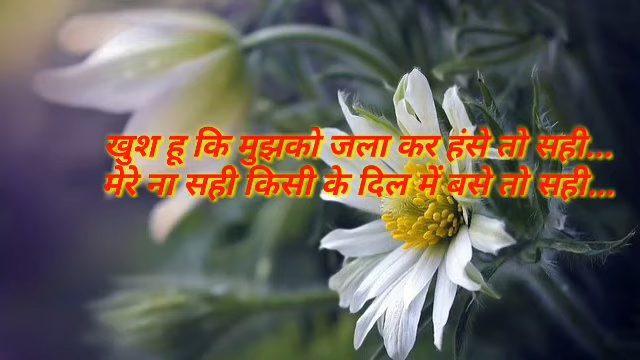 खुश हू कि मुझको जला कर हंसे तो सही...
मेरे ना सही किसी के दिल में बसे तो सही...